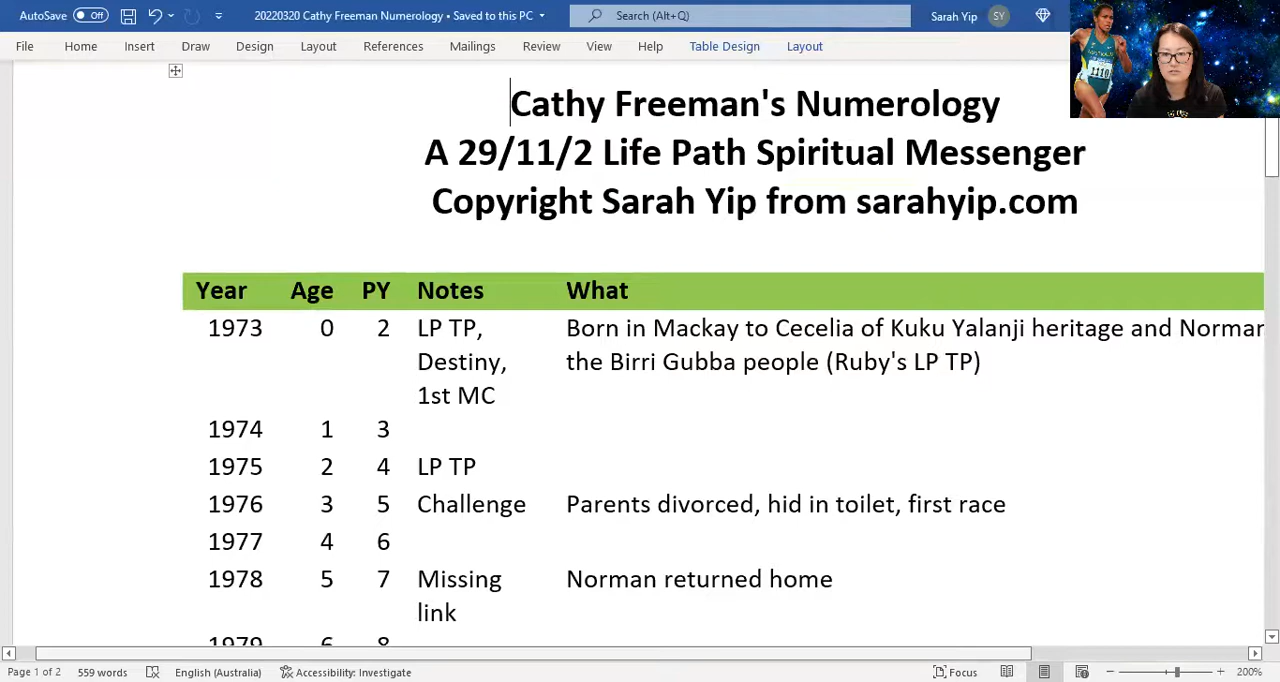 AutoSave Off 20220320 Cathy Freeman Numerology • Saved to this PC Search (Alt+Q) Sarah Yip SY
File Home Insert Draw Design Layout References Mailings Review View Help Table Design Layout
1110
Cathy Freeman's Numerology
A 29/11/2 Life Path Spiritual Messenger
Copyright Sarah Yip from sarahyip.com
Year Age PY Notes What
1973 0 2 LP TP, Born in Mackay to Cecelia of Kuku Yalanji heritage and Norman
Destiny, the Birri Gubba people (Ruby's LP TP)
1st MC
1974 1 3
1975 2 4 LP TP
1976 3 5 Challenge Parents divorced, hid in toilet, first race
1977 4 6
1978 5 7 Missing Norman returned home
link
1979 6 8
Page 1 of 2 559 words English (Australia) Accessibility: Investigate Focus 200%